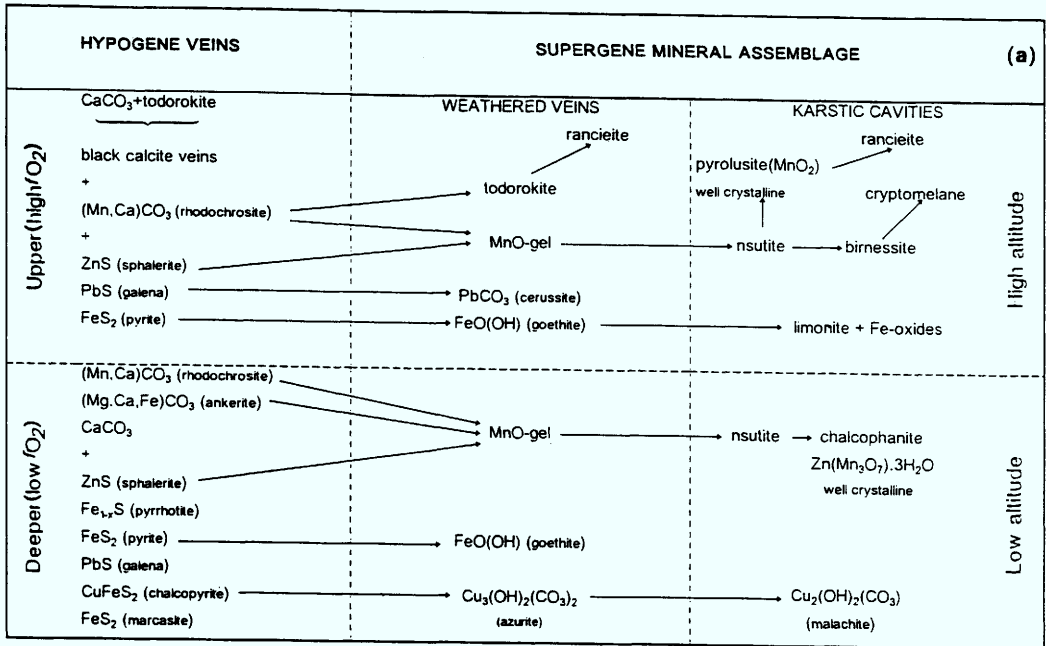 HYPOGENE VEINS
SUPERGENE MINERAL ASSEMBLAGE
(a)
Upper(high fO₂)
CaCO₃+todorokite
black calcite veins
+
(Mn,Ca)CO₃ (rhodochrosite)
+
ZnS (sphalerite)
PbS (galena)
FeS₂ (pyrite)
WEATHERED VEINS
rancieite
todorokite
MnO-gel
PbCO₃ (cerussite)
FeO(OH) (goethite)
KARSTIC CAVITIES
rancieite
pyrolusite(MnO₂)
well crystalline
cryptomelane
nsutite
birnessite
limonite + Fe-oxides
High altitude
Deeper(low fO₂)
(Mn,Ca)CO₃ (rhodochrosite)
(Mg.Ca,Fe)CO₃ (ankerite)
CaCO₃
+
ZnS (sphalerite)
Fe₁₋ₓS (pyrrhotite)
FeS₂ (pyrite)
PbS (galena)
CuFeS₂ (chalcopyrite)
FeS₂ (marcasite)
MnO-gel
FeO(OH) (goethite)
Cu₃(OH)₂(CO₃)₂
(azurite)
nsutite
chalcophanite
Zn(Mn₃O₇).3H₂O
well crystalline
Cu₂(OH)₂(CO₃)
(malachite)
Low altitude